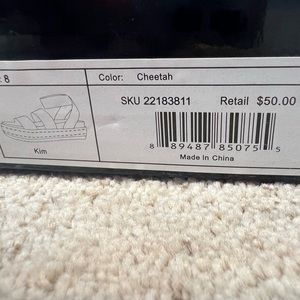 : 8
Color: Cheetah
SKU 22183811 Retail $50.00
Kim
8 89487 85075 5
Made In China